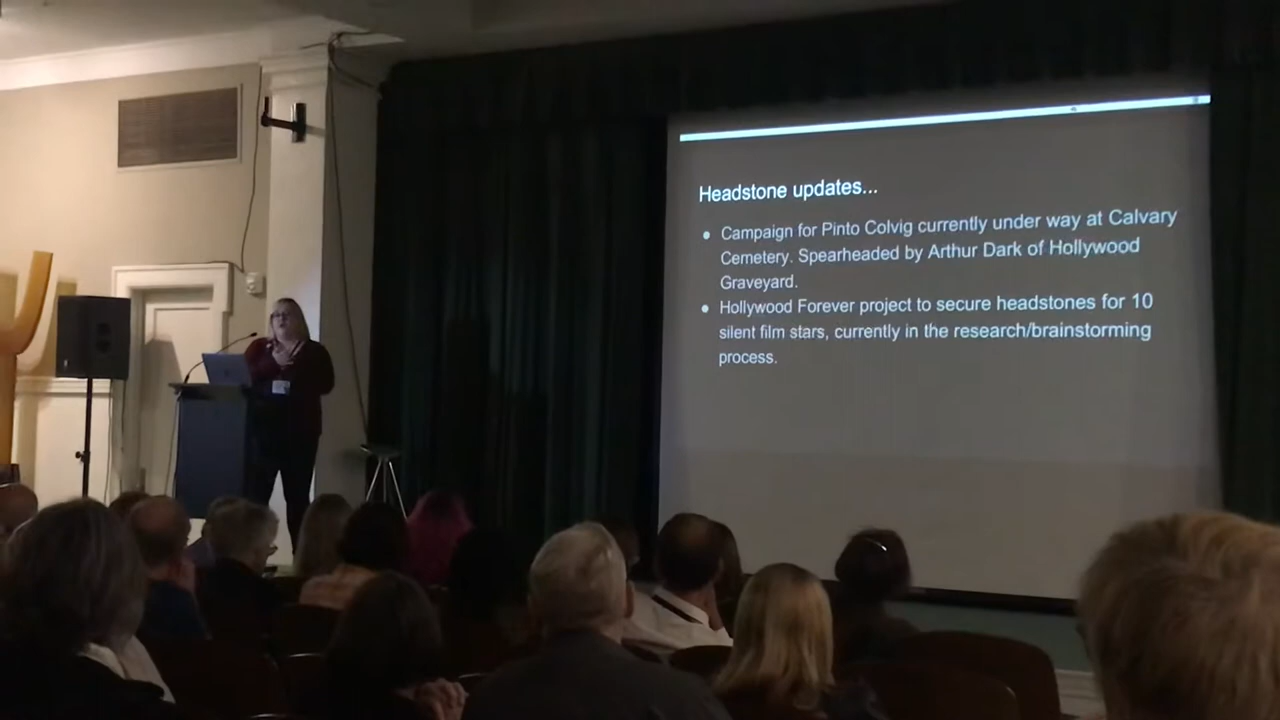 Headstone updates...
● Campaign for Pinto Colvig currently under way at Calvary
Cemetery. Spearheaded by Arthur Dark of Hollywood
Graveyard.
● Hollywood Forever project to secure headstones for 10
silent film stars, currently in the research/brainstorming
process.